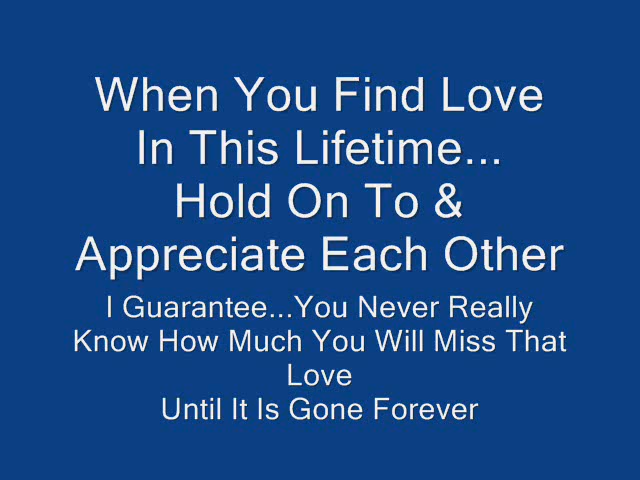 When You Find Love
In This Lifetime...
Hold On To &
Appreciate Each Other
I Guarantee...You Never Really
Know How Much You Will Miss That
Love
Until It Is Gone Forever